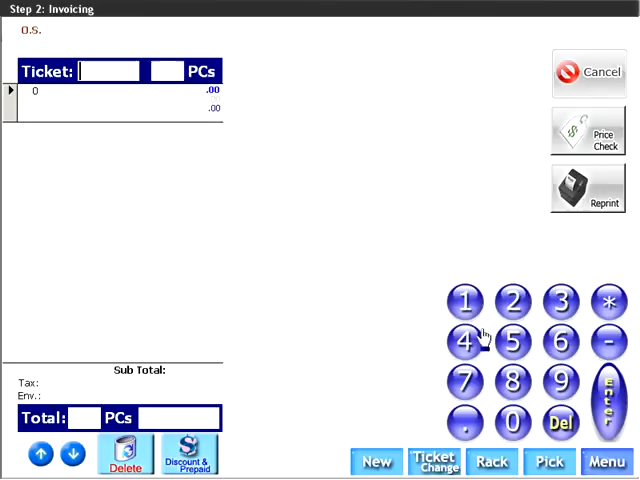 Step 2: Invoicing
O.S.
Ticket: PCs
0 .00
.00
Cancel
Price
Check
Reprint
1 2 3 *
4 5 6 -
7 8 9 Enter
. 0 Del
Sub Total:
Tax:
Env.:
Total: PCs
Delete
Discount &
Prepaid
New
Ticket
Change
Rack
Pick
Menu